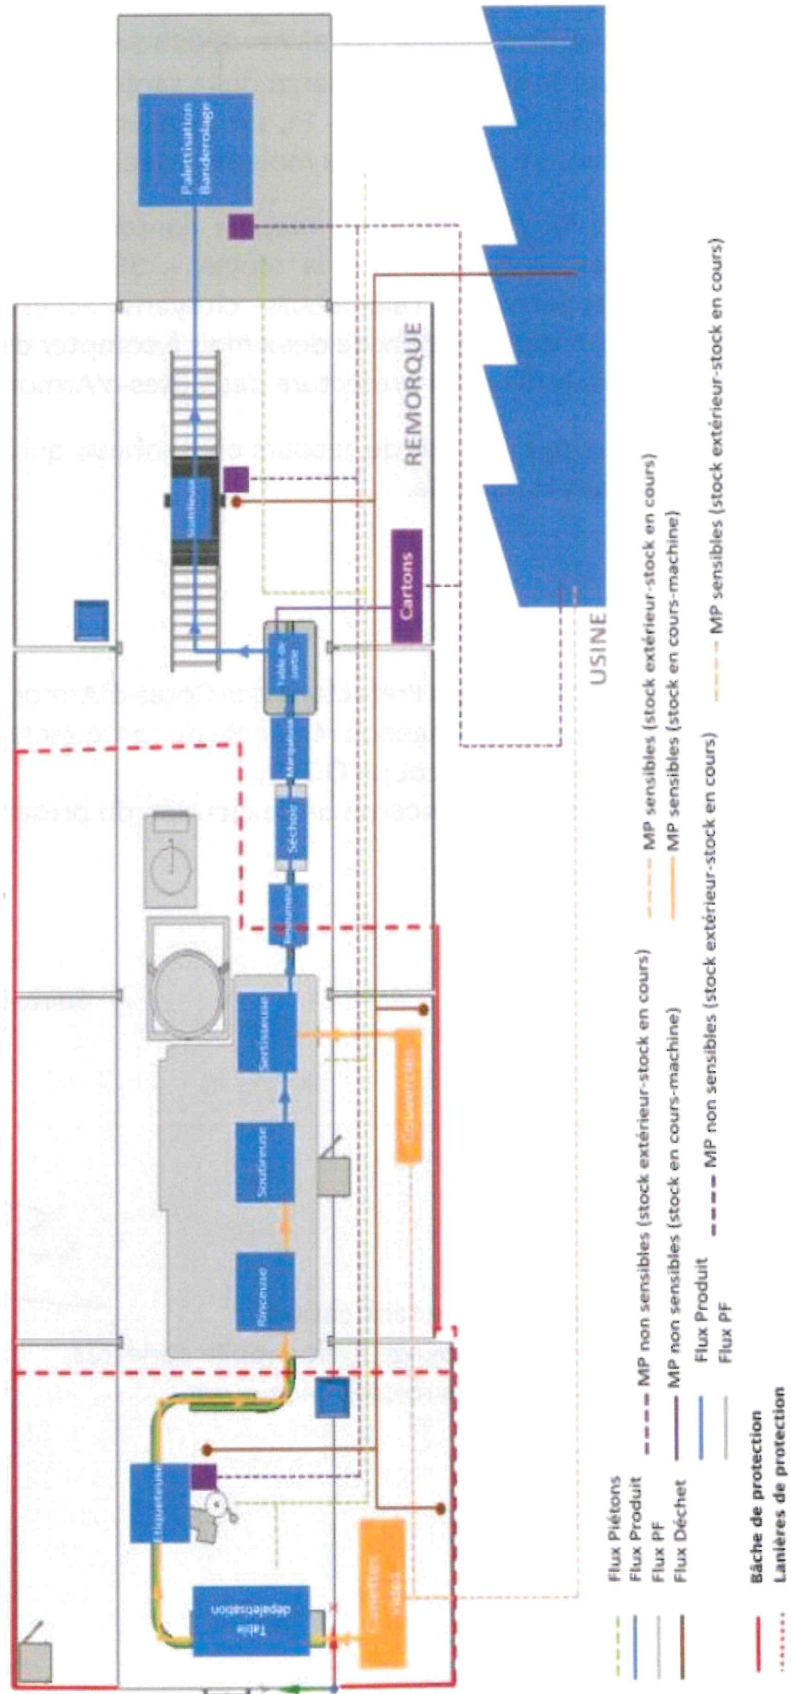 Table
dépalétisation
Canettes
vides
Etiqueteuse
Rinceuse
Soutireuse
Sertisseuse
Couvercles
Séchoir
Marqueuse
Table de
sortie
Cartons
Palettisation
Banderolage
REMORQUE
USINE
Flux Piétons
Flux Produit
Flux PF
Flux Déchet
MP non sensibles (stock extérieur-stock en cours)
MP non sensibles (stock en cours-machine)
Flux Produit
Flux PF
MP sensibles (stock extérieur-stock en cours)
MP sensibles (stock en cours-machine)
MP non sensibles (stock extérieur-stock en cours)
MP sensibles (stock extérieur-stock en cours)
Bâche de protection
Lanières de protection